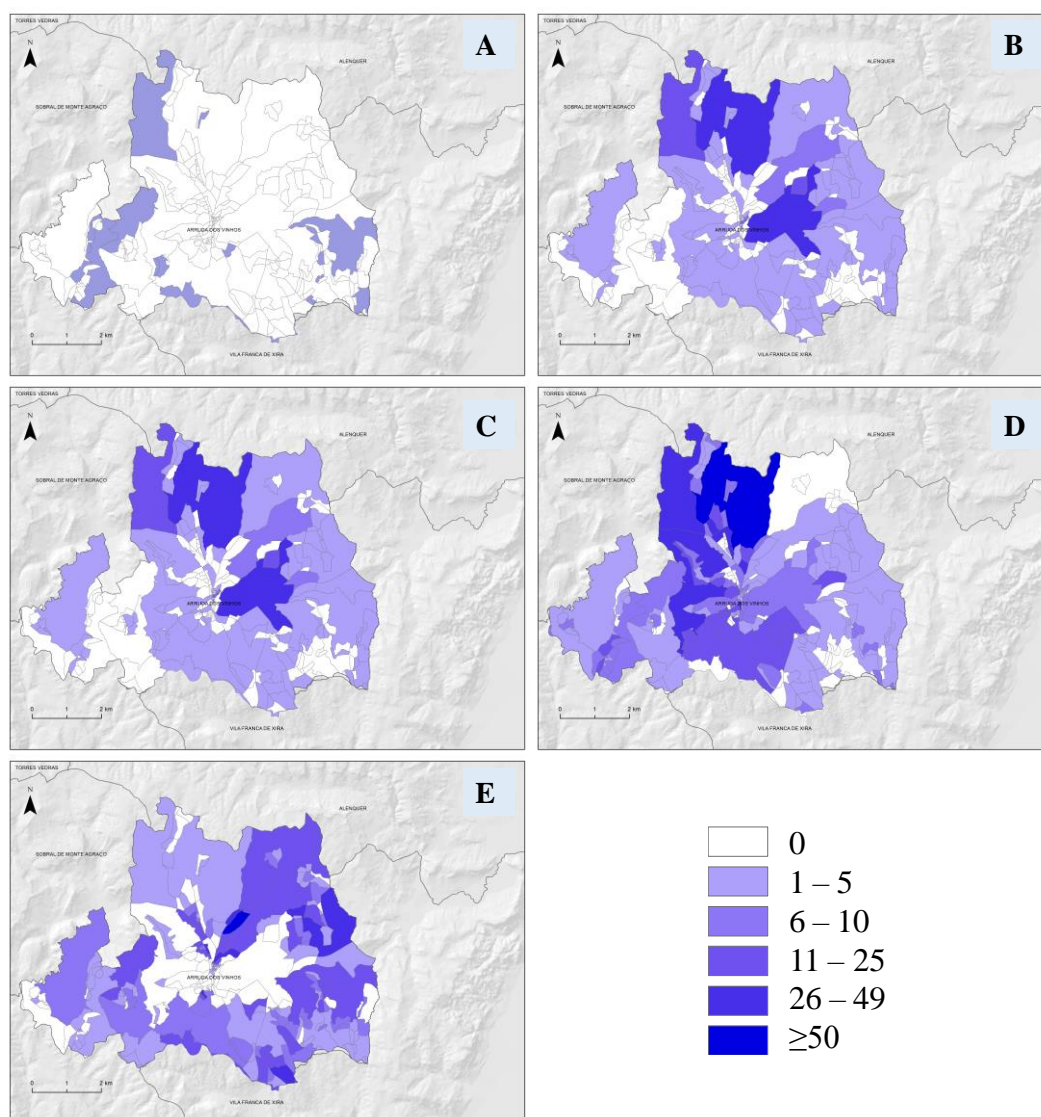 TORRES VEDRAS
A
N
ALENQUER
SOBRAL DE MONTE AGRAÇO
ARRUDA DOS VINHOS
0 1 2 km
VILA FRANCA DE XIRA
TORRES VEDRAS
B
N
ALENQUER
SOBRAL DE MONTE AGRAÇO
ARRUDA DOS VINHOS
0 1 2 km
VILA FRANCA DE XIRA
TORRES VEDRAS
C
N
ALENQUER
SOBRAL DE MONTE AGRAÇO
ARRUDA DOS VINHOS
0 1 2 km
VILA FRANCA DE XIRA
TORRES VEDRAS
D
N
ALENQUER
SOBRAL DE MONTE AGRAÇO
ARRUDA DOS VINHOS
0 1 2 km
VILA FRANCA DE XIRA
TORRES VEDRAS
E
N
ALENQUER
SOBRAL DE MONTE AGRAÇO
ARRUDA DOS VINHOS
0 1 2 km
VILA FRANCA DE XIRA
0
1 – 5
6 – 10
11 – 25
26 – 49
≥50